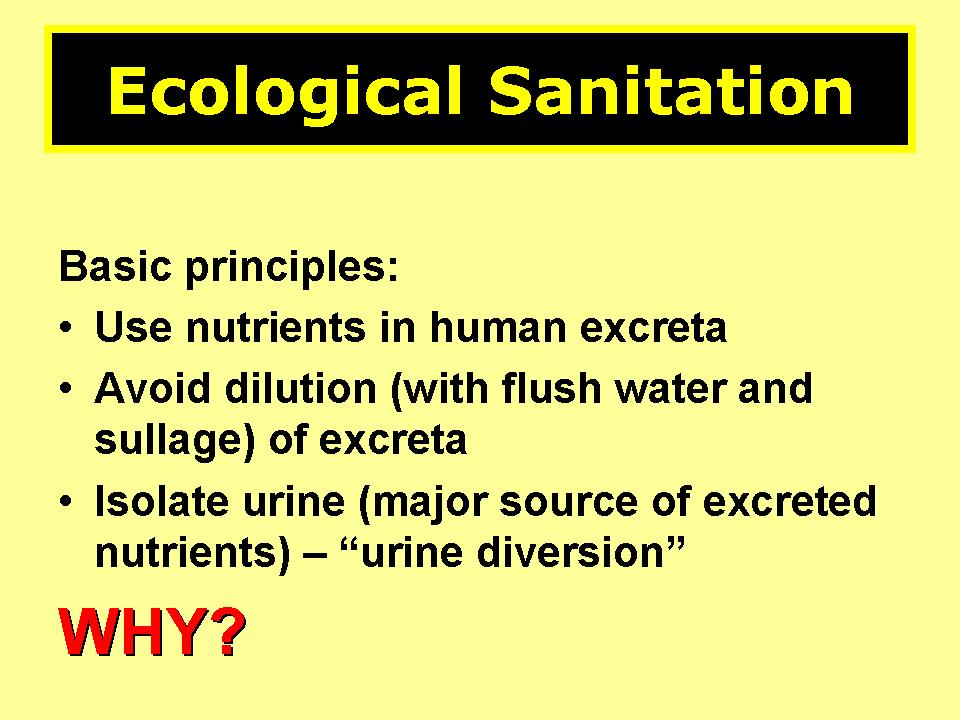 Ecological Sanitation
Basic principles:
• Use nutrients in human excreta
• Avoid dilution (with flush water and
sullage) of excreta
• Isolate urine (major source of excreted
nutrients) – “urine diversion”
WHY?